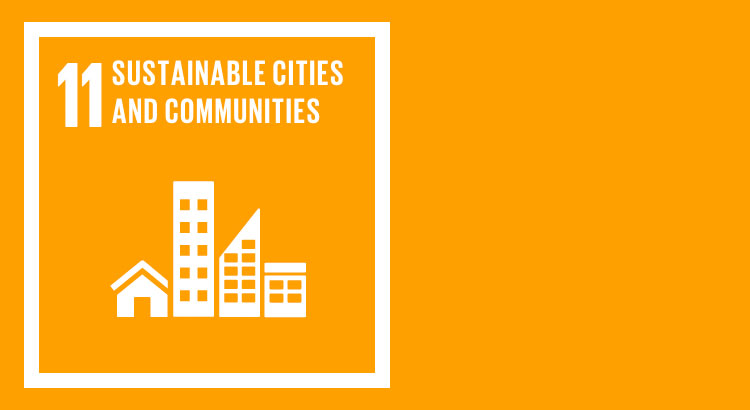 11 SUSTAINABLE CITIES
AND COMMUNITIES